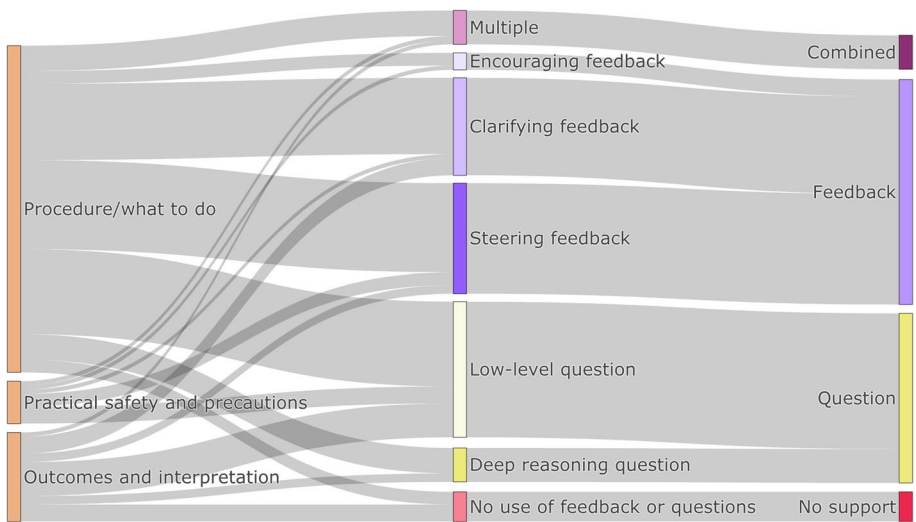 Procedure/what to do
Practical safety and precautions
Outcomes and interpretation
Multiple
Encouraging feedback
Clarifying feedback
Steering feedback
Low-level question
Deep reasoning question
No use of feedback or questions
Combined
Feedback
Question
No support